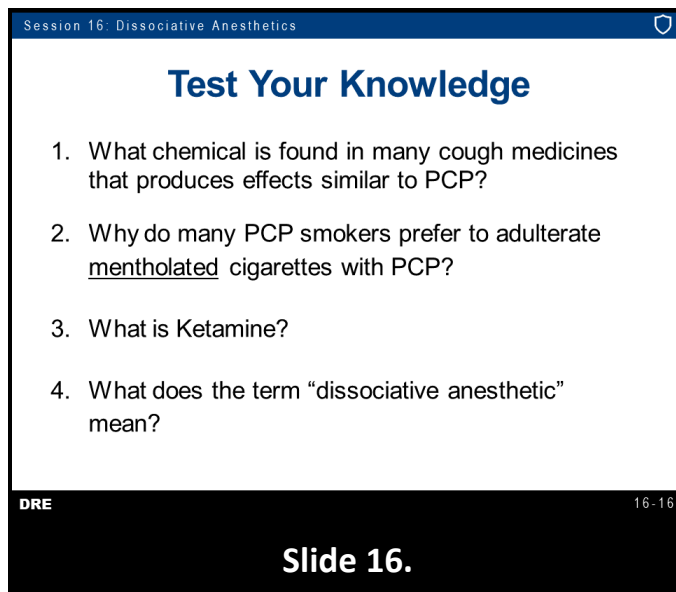 Session 16: Dissociative Anesthetics
Test Your Knowledge
1. What chemical is found in many cough medicines
that produces effects similar to PCP?
2. Why do many PCP smokers prefer to adulterate
mentholated cigarettes with PCP?
3. What is Ketamine?
4. What does the term “dissociative anesthetic”
mean?
DRE
16-16
Slide 16.